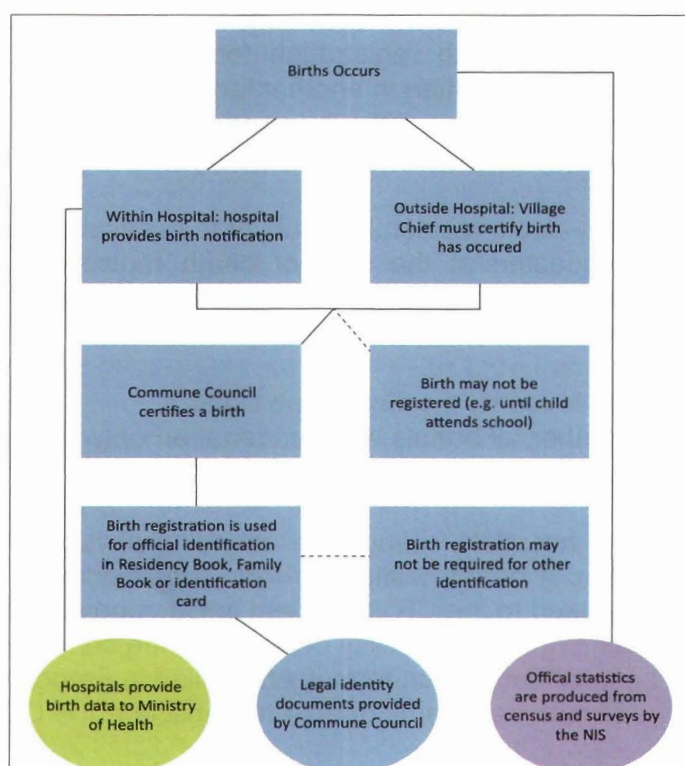 Births Occurs
Within Hospital: hospital
provides birth notification
Outside Hospital: Village
Chief must certify birth
has occured
Commune Council
certifies a birth
Birth may not be
registered (e.g. until child
attends school)
Birth registration is used
for official identification
in Residency Book, Family
Book or identification
card
Birth registration may
not be required for other
identification
Hospitals provide
birth data to Ministry
of Health
Legal identity
documents provided
by Commune Council
Offical statistics
are produced from
census and surveys by
the NIS